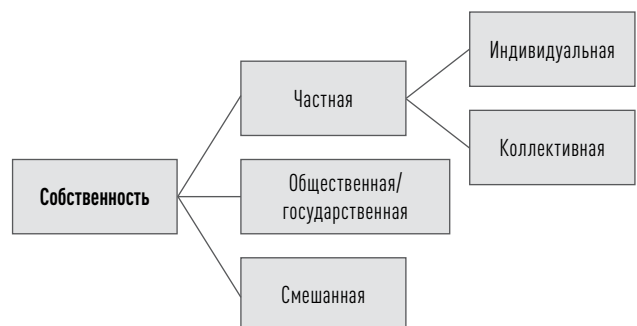 Собственность
Частная
Индивидуальная
Коллективная
Общественная/
государственная
Смешанная